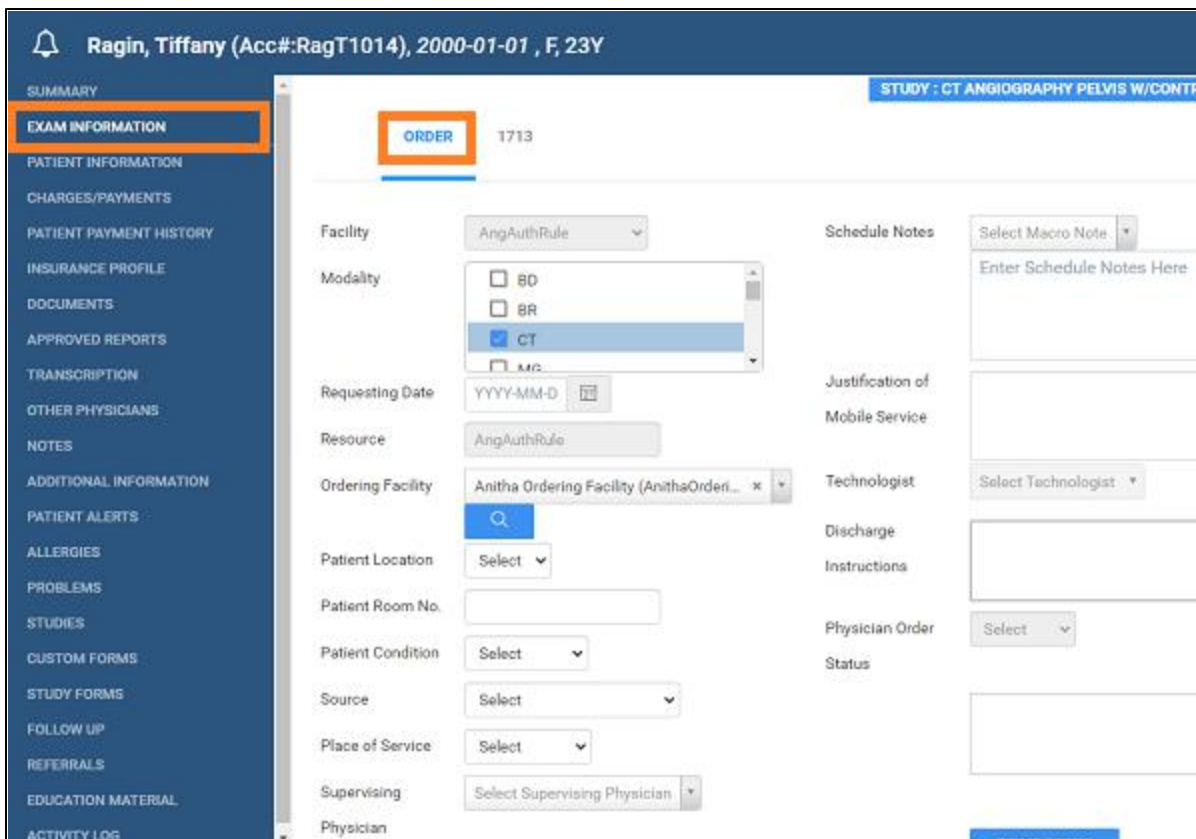 Ragin, Tiffany (Acc#:RagT1014), 2000-01-01 , F, 23Y
SUMMARY
EXAM INFORMATION
PATIENT INFORMATION
CHARGES/PAYMENTS
PATIENT PAYMENT HISTORY
INSURANCE PROFILE
DOCUMENTS
APPROVED REPORTS
TRANSCRIPTION
OTHER PHYSICIANS
NOTES
ADDITIONAL INFORMATION
PATIENT ALERTS
ALLERGIES
PROBLEMS
STUDIES
CUSTOM FORMS
STUDY FORMS
FOLLOW UP
REFERRALS
EDUCATION MATERIAL
ACTIVITY LOG
STUDY : CT ANGIOGRAPHY PELVIS W/CONTR
ORDER 1713
Facility AngAuthRule
Modality
BD
BR
CT
MG
Requesting Date YYYY-MM-D
Resource AngAuthRule
Ordering Facility Anitha Ordering Facility (AnithaOrderi...
Patient Location Select
Patient Room No.
Patient Condition Select
Source Select
Place of Service Select
Supervising Select Supervising Physician
Physician
Schedule Notes Select Macro Note
Enter Schedule Notes Here
Justification of
Mobile Service
Technologist Select Technologist
Discharge
Instructions
Physician Order Select
Status